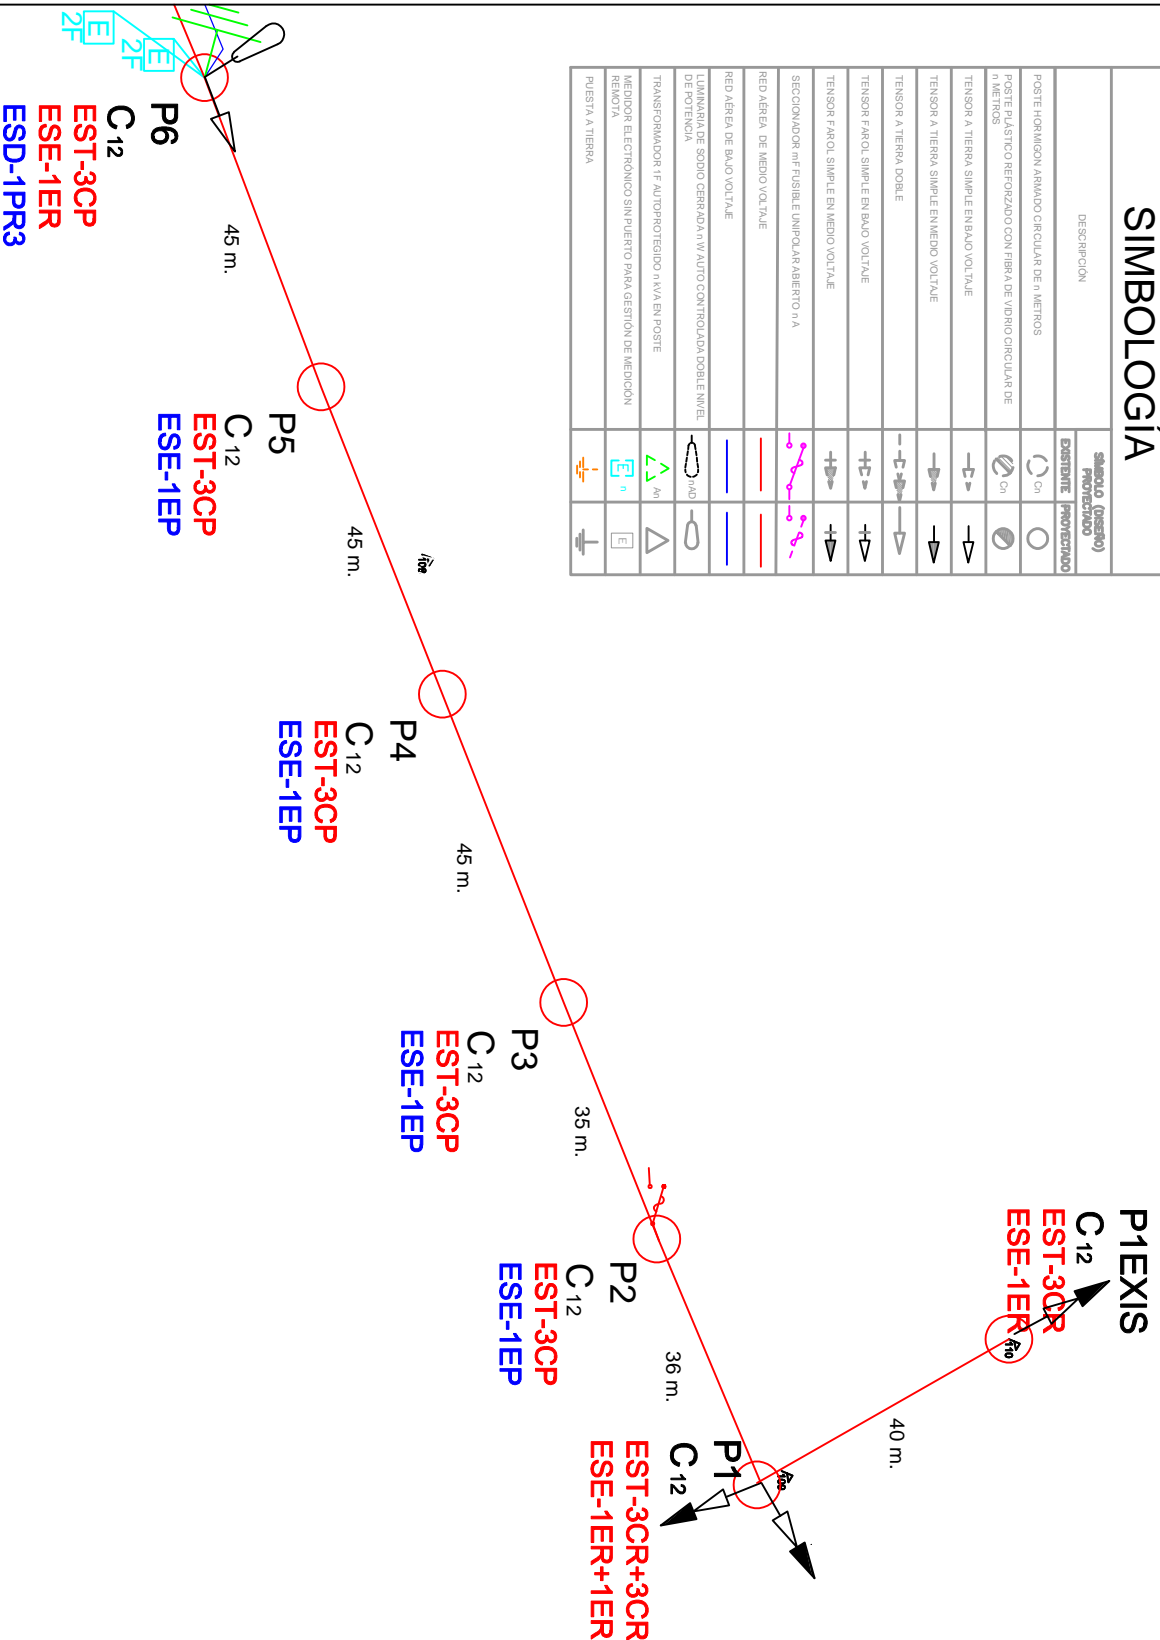 SIMBOLOGÍA
DESCRIPCIÓN
SÍMBOLO (DISEÑO)
PROYECTADO
EXISTENTE
PROYECTADO
POSTE HORMIGON ARMADO CIRCULAR DE n METROS
Cn
POSTE PLÁSTICO REFORZADO CON FIBRA DE VIDRIO CIRCULAR DE
n METROS
Cn
TENSOR A TIERRA SIMPLE EN BAJO VOLTAJE
TENSOR A TIERRA SIMPLE EN MEDIO VOLTAJE
TENSOR A TIERRA DOBLE
TENSOR FAROL SIMPLE EN BAJO VOLTAJE
TENSOR FAROL SIMPLE EN MEDIO VOLTAJE
SECCIONADOR mF FUSIBLE UNIPOLAR ABIERTO n A
RED AÉREA DE MEDIO VOLTAJE
RED AÉREA DE BAJO VOLTAJE
LUMINARIA DE SODIO CERRADA n W AUTO CONTROLADA DOBLE NIVEL
DE POTENCIA
nAD
TRANSFORMADOR 1F AUTOPROTEGIDO n kVA EN POSTE
An
MEDIDOR ELECTRÓNICO SIN PUERTO PARA GESTIÓN DE MEDICIÓN
REMOTA
E n
E
PUESTA A TIERRA
P1EXIS
C 12
EST-3CR
ESE-1ER
110
40 m.
P1
C 12
EST-3CR+3CR
ESE-1ER+1ER
109
36 m.
P2
C 12
EST-3CP
ESE-1EP
35 m.
P3
C 12
EST-3CP
ESE-1EP
45 m.
P4
C 12
EST-3CP
ESE-1EP
45 m.
P5
C 12
EST-3CP
ESE-1EP
45 m.
P6
C 12
EST-3CP
ESE-1ER
ESD-1PR3
E
2F
E
2F